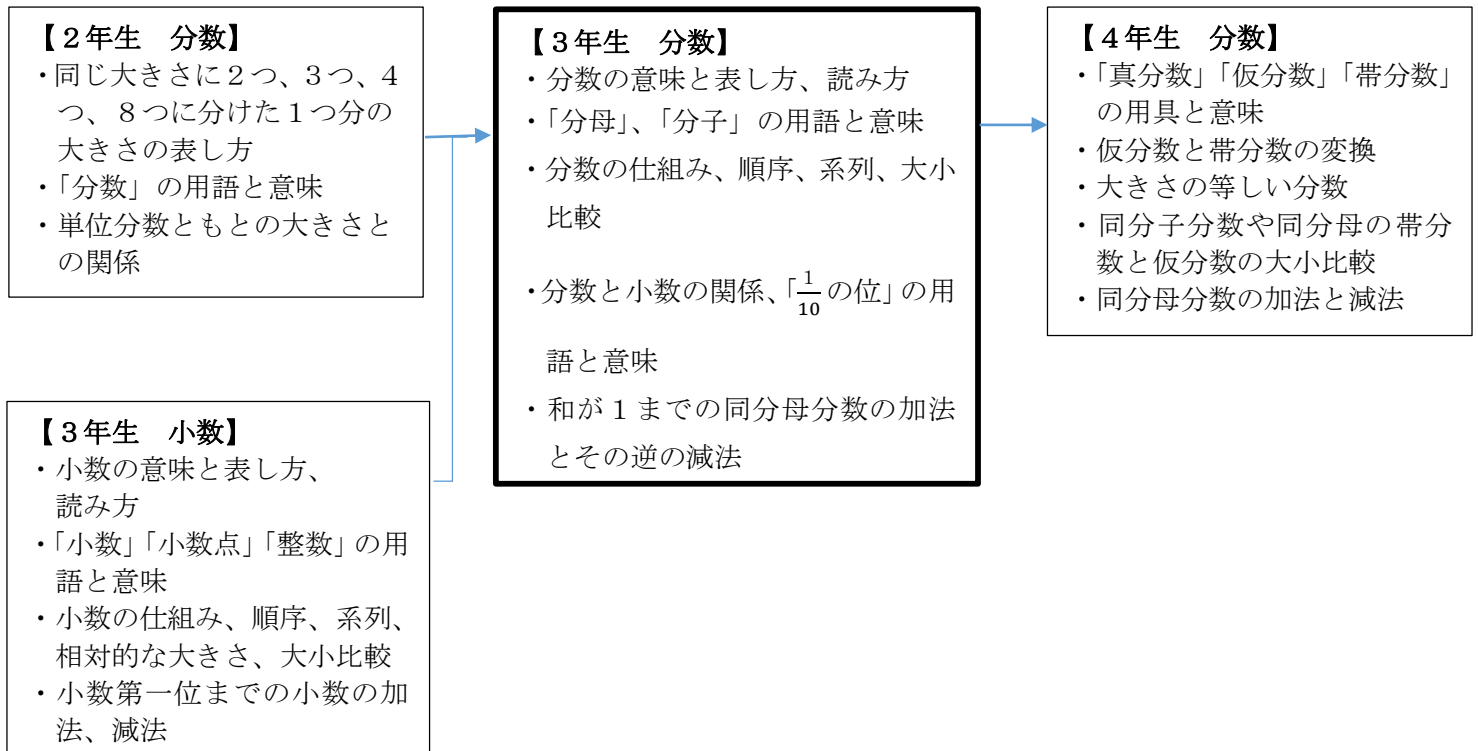 【２年生　分数】
・同じ大きさに２つ、３つ、４
つ、８つに分けた１つ分の
大きさの表し方
・「分数」の用語と意味
・単位分数ともとの大きさと
の関係
【３年生　小数】
・小数の意味と表し方、
読み方
・「小数」「小数点」「整数」の用
語と意味
・小数の仕組み、順序、系列、
相対的な大きさ、大小比較
・小数第一位までの小数の加
法、減法
【３年生　分数】
・分数の意味と表し方、読み方
・「分母」、「分子」の用語と意味
・分数の仕組み、順序、系列、大小
比較
・分数と小数の関係、「1/10の位」の用
語と意味
・和が１までの同分母分数の加法
とその逆の減法
【４年生　分数】
・「真分数」「仮分数」「帯分数」
の用具と意味
・仮分数と帯分数の変換
・大きさの等しい分数
・同分子分数や同分母の帯分
数と仮分数の大小比較
・同分母分数の加法と減法